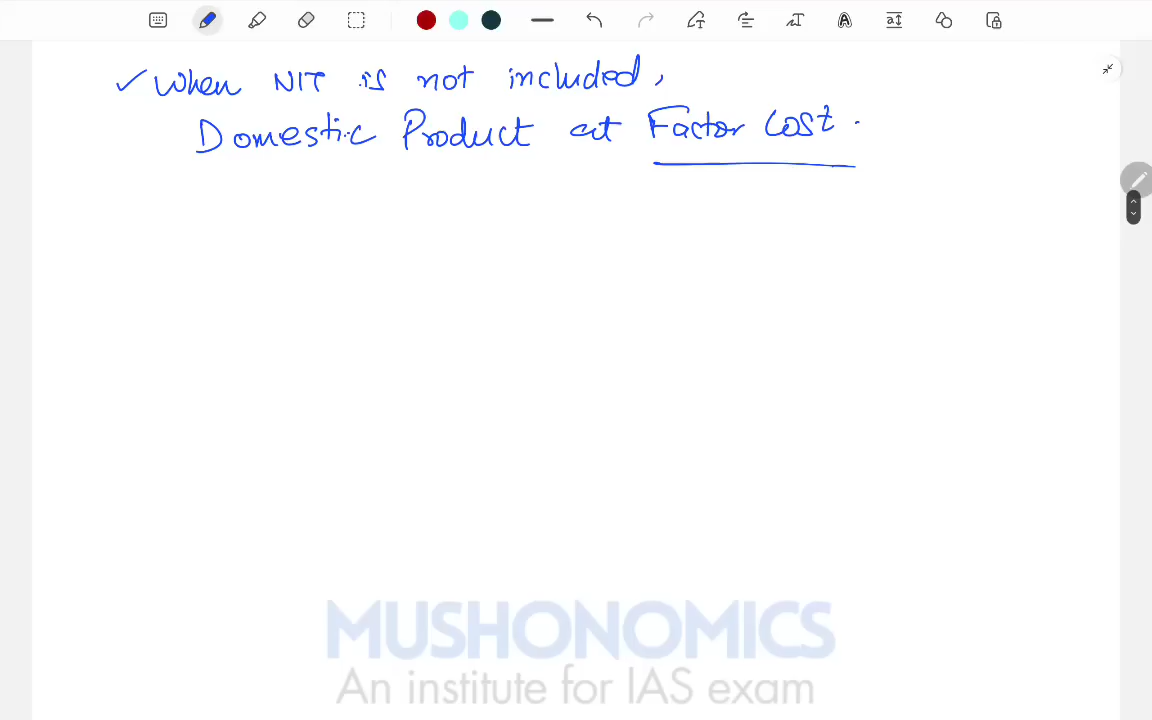 ✓ When NIT is not included,
Domestic Product at Factor Cost.
MUSHONOMICS
An institute for IAS exam